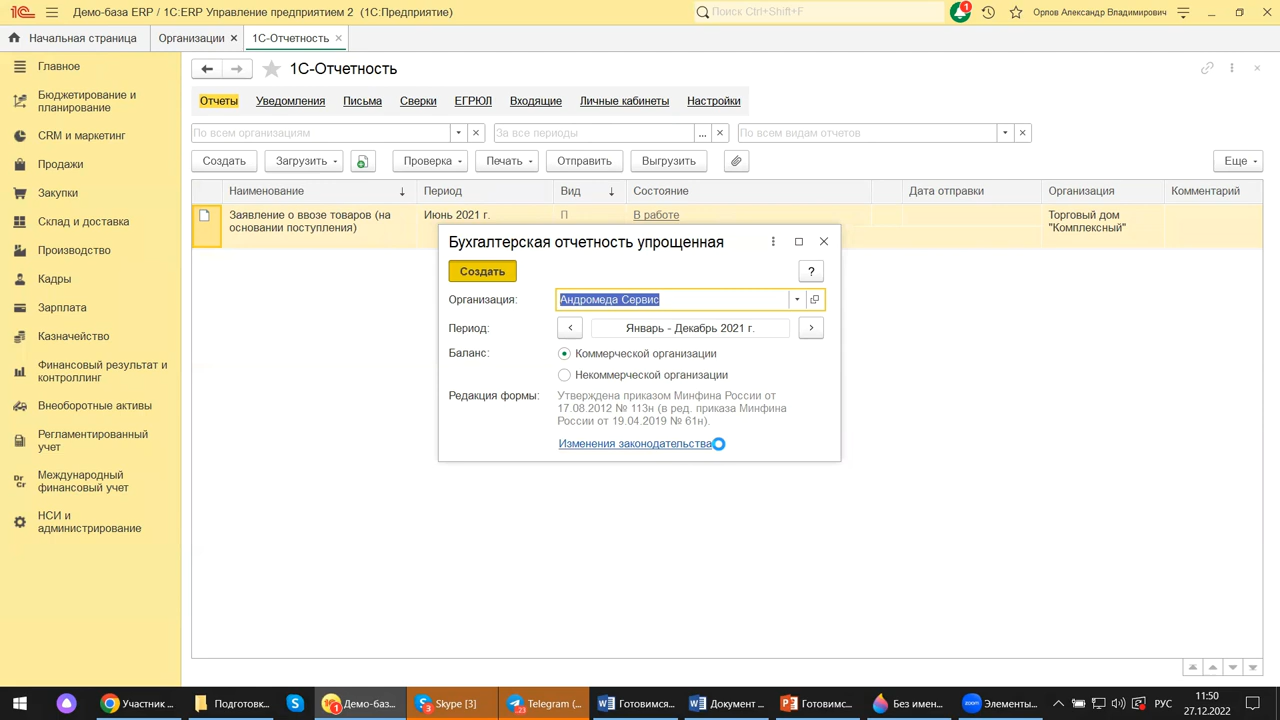 Демо-база ERP / 1С:ERP Управление предприятием 2 (1С:Предприятие)
Поиск Ctrl+Shift+F
1
Орлов Александр Владимирович
Начальная страница
Организации
1С-Отчетность
Главное
Бюджетирование и планирование
CRM и маркетинг
Продажи
Закупки
Склад и доставка
Производство
Кадры
Зарплата
Казначейство
Финансовый результат и контроллинг
Внеоборотные активы
Регламентированный учет
Международный финансовый учет
НСИ и администрирование
1С-Отчетность
Отчеты Уведомления Письма Сверки ЕГРЮЛ Входящие Личные кабинеты Настройки
По всем организациям За все периоды ... По всем видам отчетов
Создать Загрузить Проверка Печать Отправить Выгрузить Еще
Наименование Период Вид Состояние Дата отправки Организация Комментарий
Заявление о ввозе товаров (на основании поступления) Июнь 2021 г. П В работе Торговый дом "Комплексный"
Бухгалтерская отчетность упрощенная
Создать ?
Организация: Андромеда Сервис
Период: Январь - Декабрь 2021 г.
Баланс: Коммерческой организации
Некоммерческой организации
Редакция формы: Утверждена приказом Минфина России от
17.08.2012 № 113н (в ред. приказа Минфина
России от 19.04.2019 № 61н).
Изменения законодательства
Участник ...
Подготовк...
Демо-баз...
Skype [3]
Telegram (...
Готовимся...
Документ ...
Готовимс...
Без имен...
Элементы...
РУС
11:50
27.12.2022